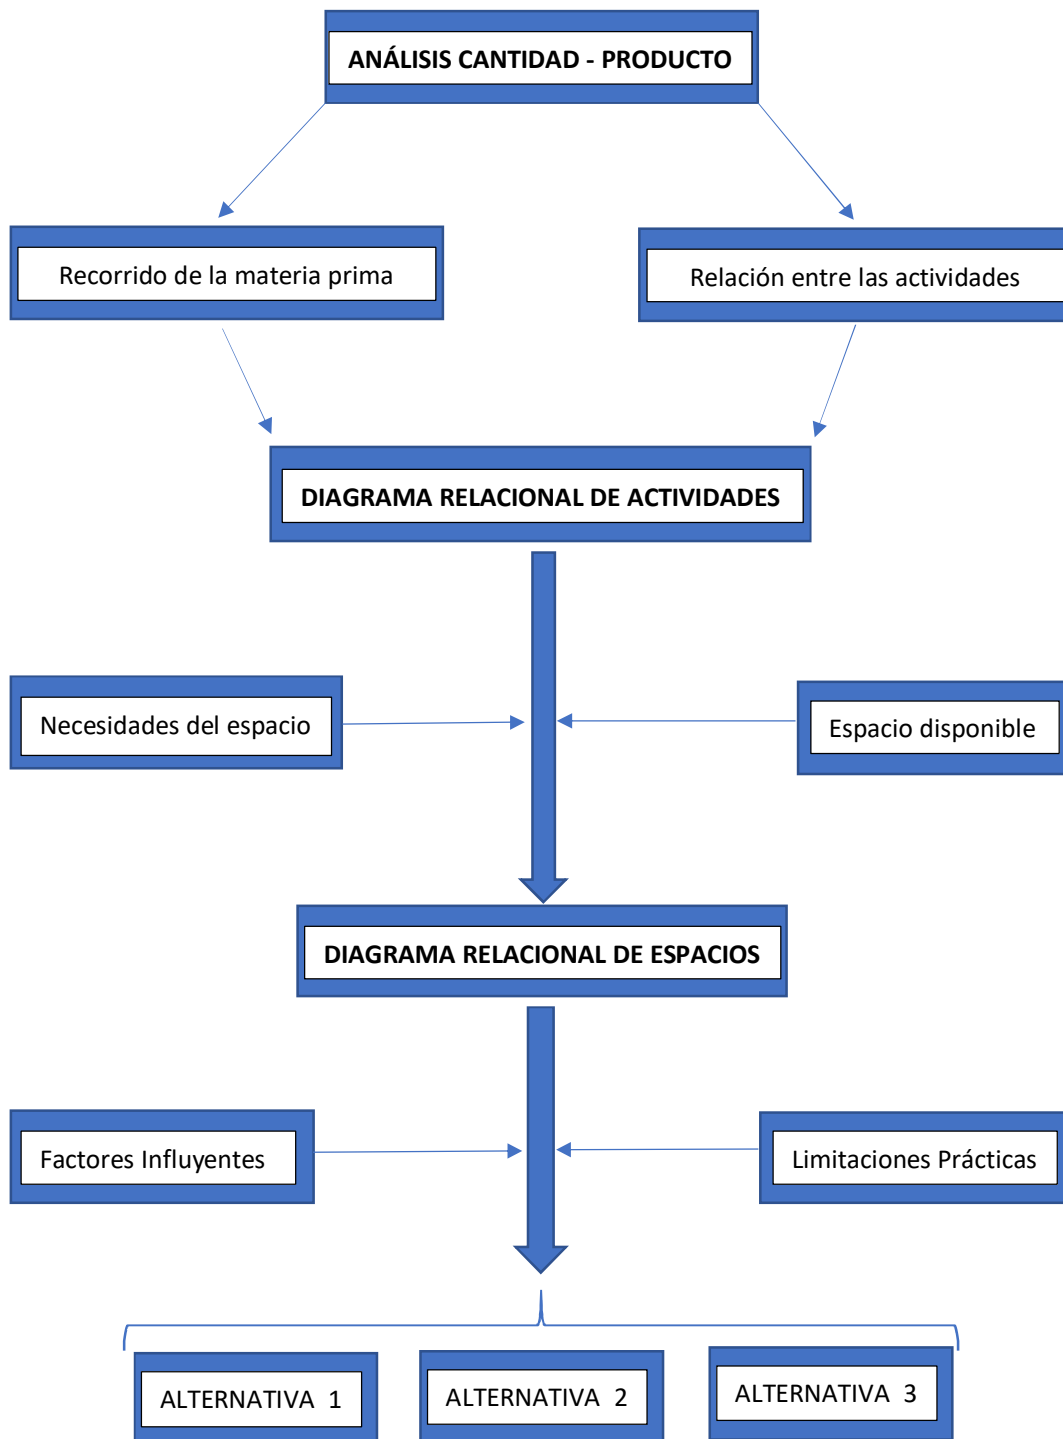 ANÁLISIS CANTIDAD - PRODUCTO
Recorrido de la materia prima
Relación entre las actividades
DIAGRAMA RELACIONAL DE ACTIVIDADES
Necesidades del espacio
Espacio disponible
DIAGRAMA RELACIONAL DE ESPACIOS
Factores Influyentes
Limitaciones Prácticas
ALTERNATIVA 1
ALTERNATIVA 2
ALTERNATIVA 3